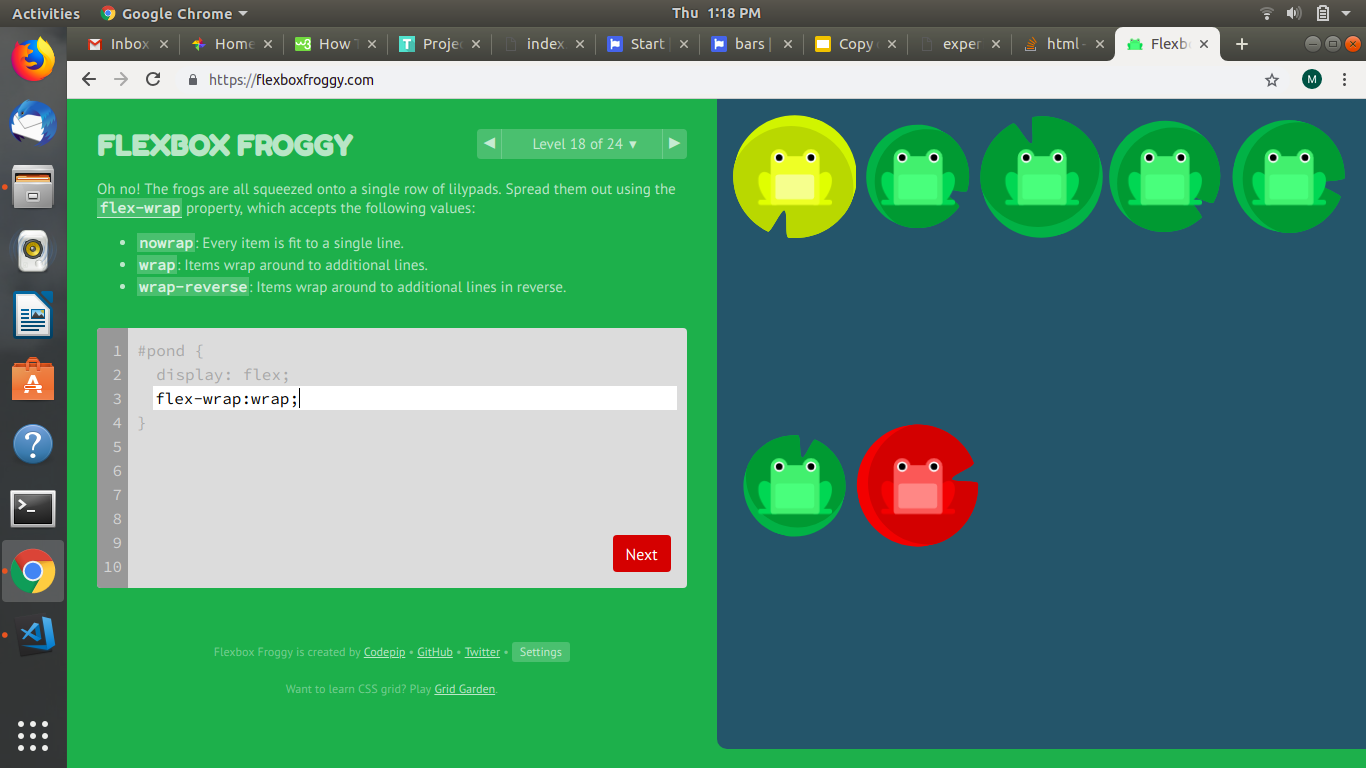 Activities Google Chrome ▾ Thu 1:18 PM
Inbox Home How T Proje index Start bars | Copy exper html - Flexb
https://flexboxfroggy.com M
FLEXBOX FROGGY
◀ Level 18 of 24 ▾ ▶
Oh no! The frogs are all squeezed onto a single row of lilypads. Spread them out using the
flex-wrap property, which accepts the following values:
• nowrap: Every item is fit to a single line.
• wrap: Items wrap around to additional lines.
• wrap-reverse: Items wrap around to additional lines in reverse.
1 #pond {
2 display: flex;
3 flex-wrap:wrap;
4 }
5
6
7
8
9
10
Next
Flexbox Froggy is created by Codepip • GitHub • Twitter • Settings
Want to learn CSS grid? Play Grid Garden.